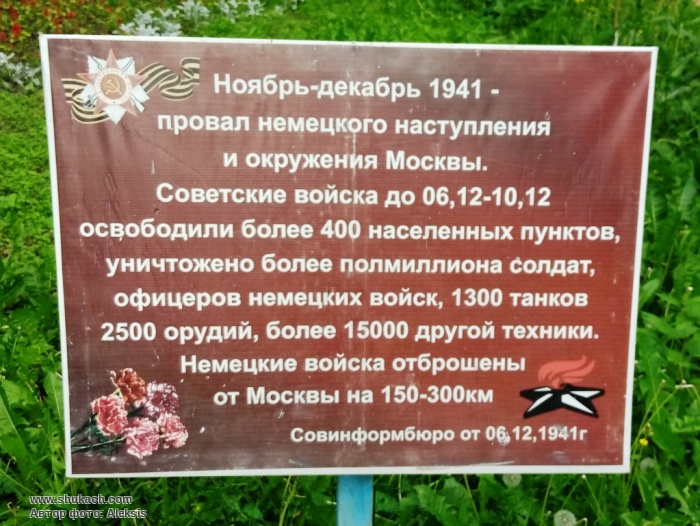 Ноябрь-декабрь 1941 -
провал немецкого наступления
и окружения Москвы.
Советские войска до 06,12-10,12
освободили более 400 населенных пунктов,
уничтожено более полмиллиона солдат,
офицеров немецких войск, 1300 танков
2500 орудий, более 15000 другой техники.
Немецкие войска отброшены
от Москвы на 150-300км
Совинформбюро от 06,12,1941г
www.shukach.com
Автор фото: Aleksts